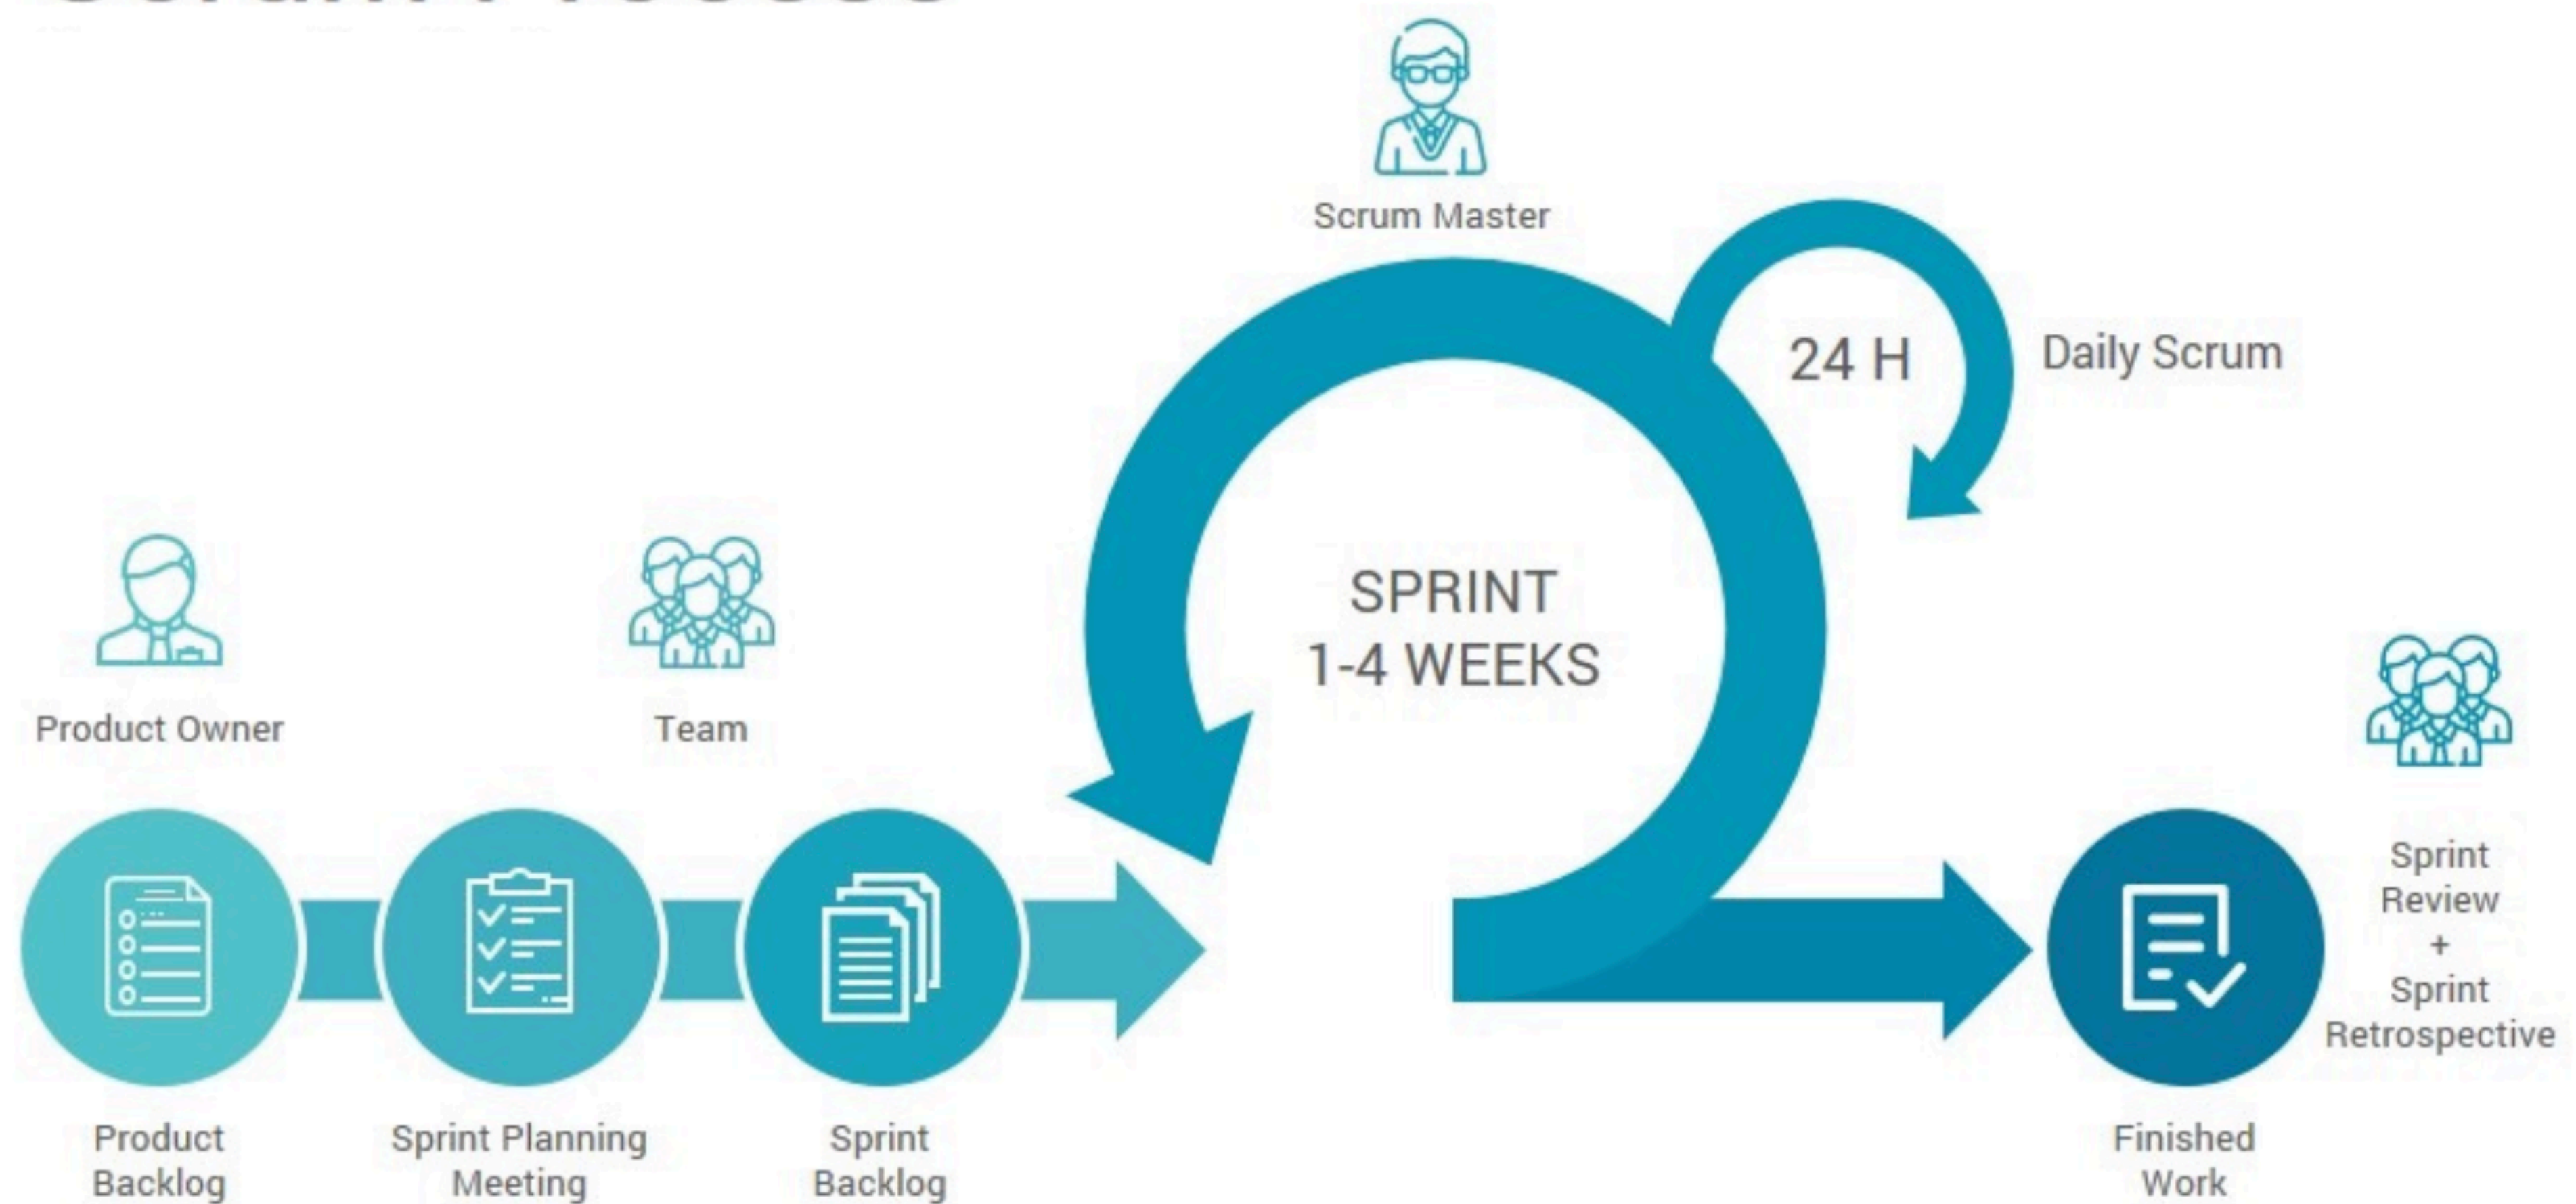 Scrum Master
24 H
Daily Scrum
SPRINT
1-4 WEEKS
Product Owner
Team
Sprint
Review
+
Sprint
Retrospective
Product
Backlog
Sprint Planning
Meeting
Sprint
Backlog
Finished
Work